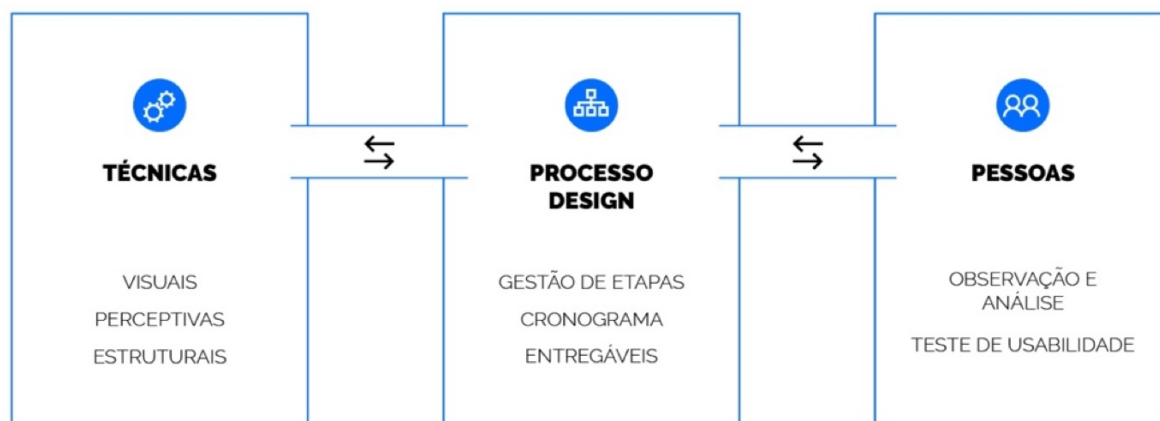 TÉCNICAS
VISUAIS
PERCEPTIVAS
ESTRUTURAIS
PROCESSO
DESIGN
GESTÃO DE ETAPAS
CRONOGRAMA
ENTREGÁVEIS
PESSOAS
OBSERVAÇÃO E
ANÁLISE
TESTE DE USABILIDADE